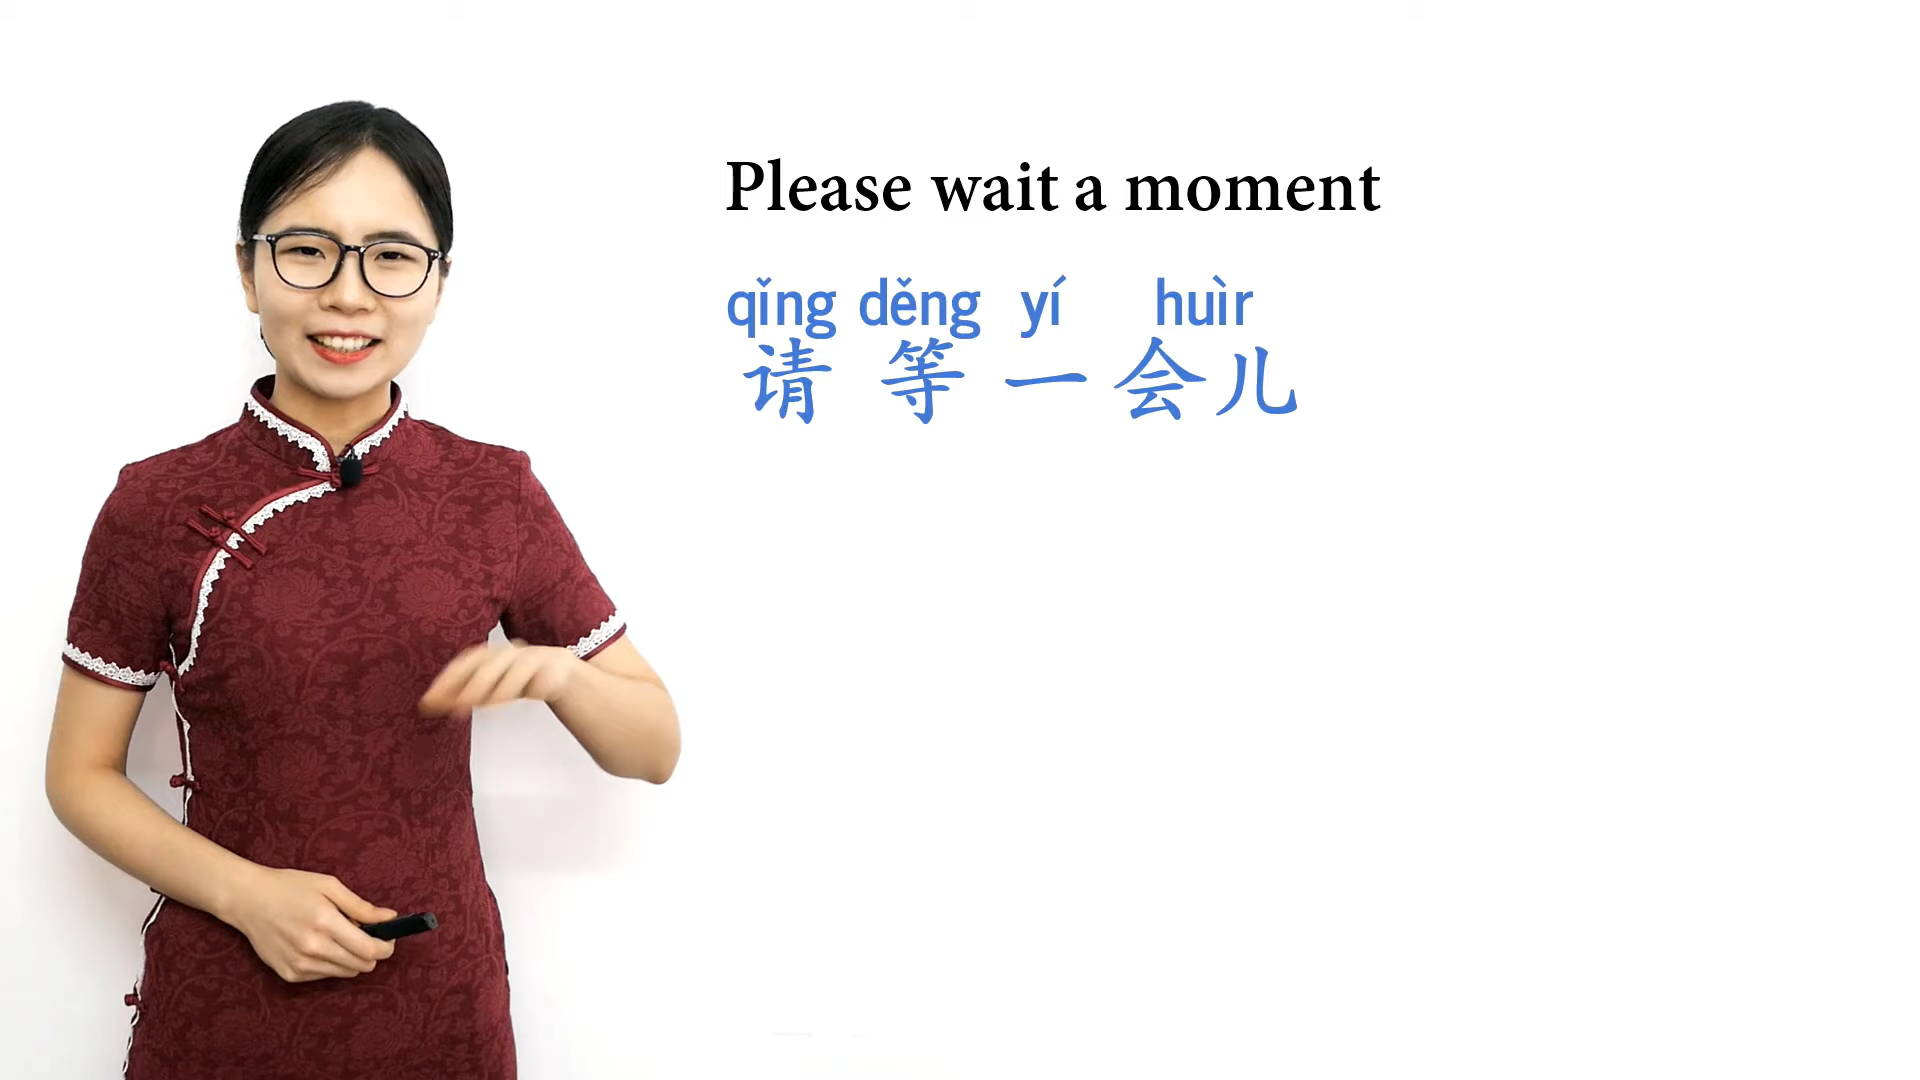 Please wait a moment
qǐng děng yí huìr
请等一会儿